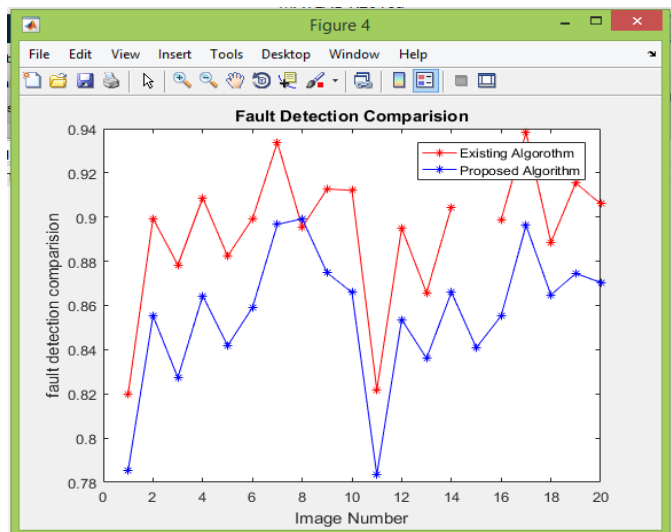 Figure 4
File Edit View Insert Tools Desktop Window Help
Fault Detection Comparision
Existing Algorothm
Proposed Algorithm
fault detection comparision
0.94
0.92
0.9
0.88
0.86
0.84
0.82
0.8
0.78
0 2 4 6 8 10 12 14 16 18 20
Image Number